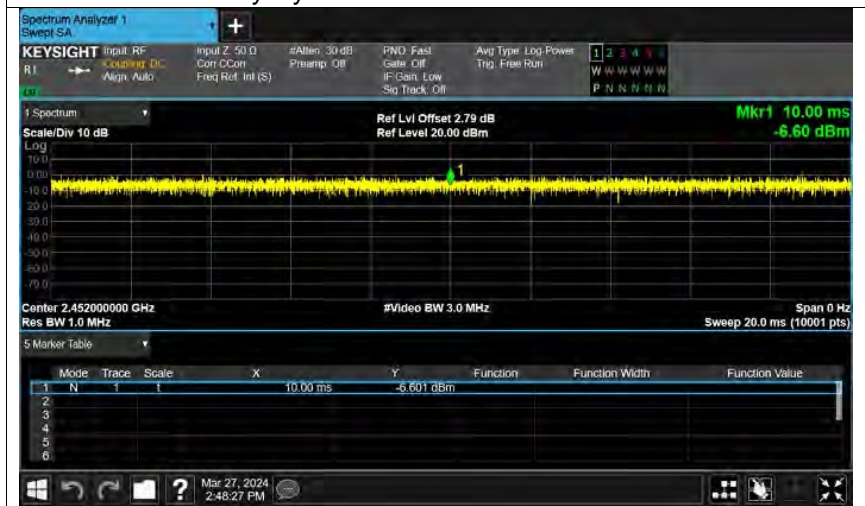 Spectrum Analyzer 1
Swept SA
+
KEYSIGHT Input: RF Input Z: 50 Ω #Atten: 30 dB PNO: Fast Avg Type: Log-Power 1 2 3 4 5 6
R L Coupling: DC Corr CCorr Preamp: Off Gate: Off Trig: Free Run W W W W W W
Align: Auto Freq Ref: Int (S) IF Gain: Low
Sig Track: Off P N N N N N
1 Spectrum Ref Lvl Offset 2.79 dB Mkr1 10.00 ms
Scale/Div 10 dB Ref Level 20.00 dBm -6.60 dBm
Log
10.0
0.00
-10.0
-20.0
-30.0
-40.0
-50.0
-60.0
-70.0
1
Center 2.452000000 GHz #Video BW 3.0 MHz Span 0 Hz
Res BW 1.0 MHz Sweep 20.0 ms (10001 pts)
5 Marker Table
Mode Trace Scale X Y Function Function Width Function Value
1 N 1 t 10.00 ms -6.601 dBm
2
3
4
5
6
? Mar 27, 2024
2:48:27 PM